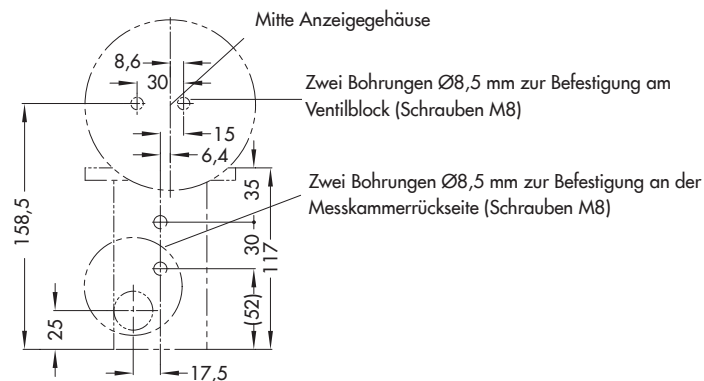 Mitte Anzeigegehäuse
8,6
30
Zwei Bohrungen Ø8,5 mm zur Befestigung am
Ventilblock (Schrauben M8)
15
6,4
35
Zwei Bohrungen Ø8,5 mm zur Befestigung an der
Messkammerrückseite (Schrauben M8)
158,5
30
117
(52)
25
17,5